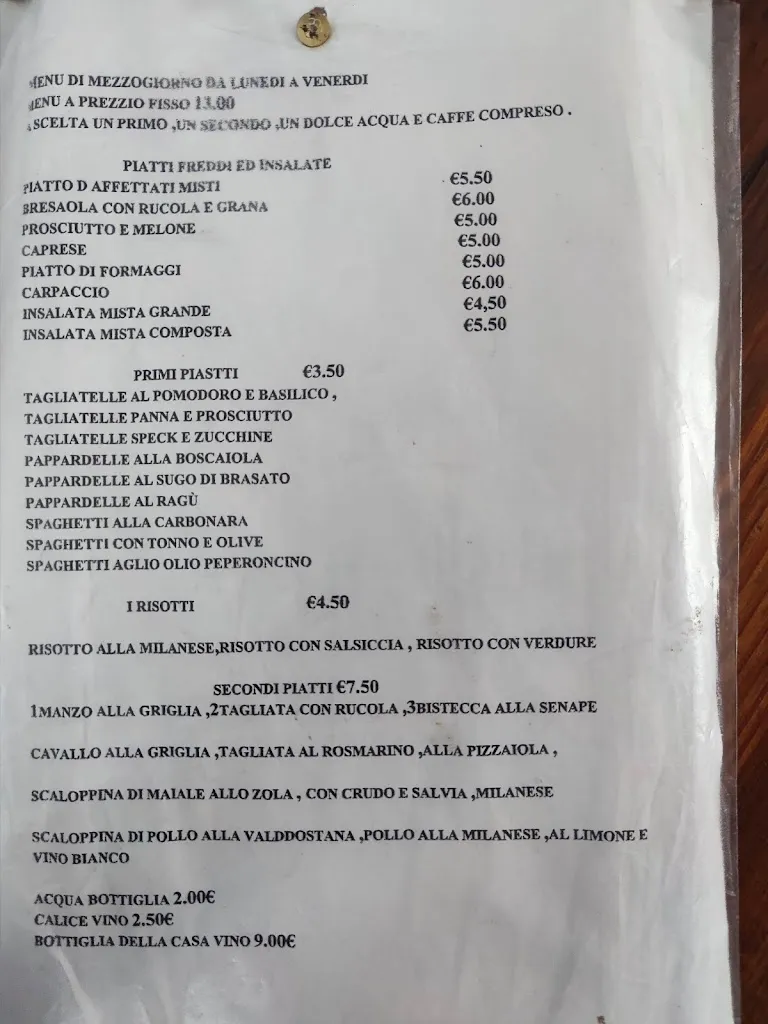 MENU DI MEZZOGIORNO DA LUNEDI A VENERDI
MENU A PREZZIO FISSO 13.00
A SCELTA UN PRIMO ,UN SECONDO ,UN DOLCE ACQUA E CAFFE COMPRESO .
PIATTI FREDDI ED INSALATE
PIATTO D AFFETTATI MISTI €5.50
BRESAOLA CON RUCOLA E GRANA €6.00
PROSCIUTTO E MELONE €5.00
CAPRESE €5.00
PIATTO DI FORMAGGI €5.00
CARPACCIO €6.00
INSALATA MISTA GRANDE €4,50
INSALATA MISTA COMPOSTA €5.50
PRIMI PIASTTI €3.50
TAGLIATELLE AL POMODORO E BASILICO ,
TAGLIATELLE PANNA E PROSCIUTTO
TAGLIATELLE SPECK E ZUCCHINE
PAPPARDELLE ALLA BOSCAIOLA
PAPPARDELLE AL SUGO DI BRASATO
PAPPARDELLE AL RAGÙ
SPAGHETTI ALLA CARBONARA
SPAGHETTI CON TONNO E OLIVE
SPAGHETTI AGLIO OLIO PEPERONCINO
I RISOTTI €4.50
RISOTTO ALLA MILANESE,RISOTTO CON SALSICCIA , RISOTTO CON VERDURE
SECONDI PIATTI €7.50
1MANZO ALLA GRIGLIA ,2TAGLIATA CON RUCOLA ,3BISTECCA ALLA SENAPE
CAVALLO ALLA GRIGLIA ,TAGLIATA AL ROSMARINO ,ALLA PIZZAIOLA ,
SCALOPPINA DI MAIALE ALLO ZOLA , CON CRUDO E SALVIA ,MILANESE
SCALOPPINA DI POLLO ALLA VALDDOSTANA ,POLLO ALLA MILANESE ,AL LIMONE E
VINO BIANCO
ACQUA BOTTIGLIA 2.00€
CALICE VINO 2.50€
BOTTIGLIA DELLA CASA VINO 9.00€